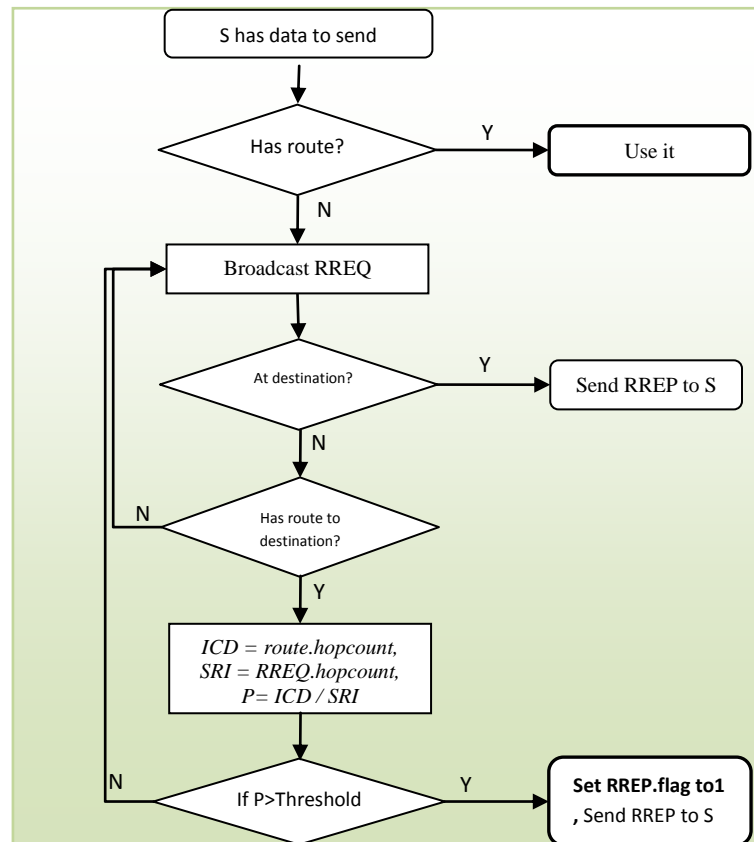 S has data to send
Has route?
Y
Use it
N
Broadcast RREQ
At destination?
Y
Send RREP to S
N
Has route to
destination?
N
Y
ICD = route.hopcount,
SRI = RREQ.hopcount,
P= ICD / SRI
If P>Threshold
N
Y
Set RREP.flag to1
, Send RREP to S